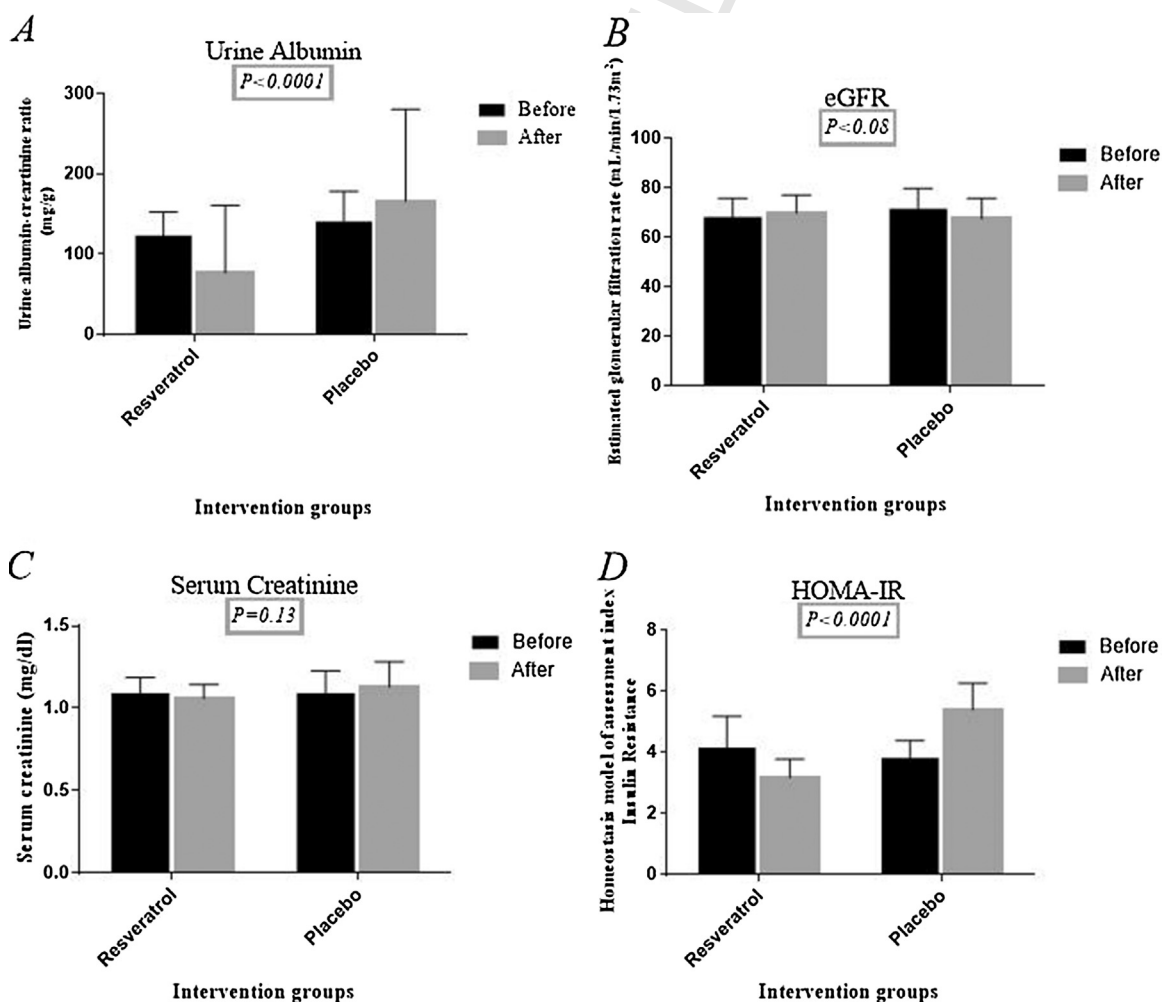 A
Urine Albumin
P<0.0001
Urine albumin-creartinine ratio
(mg/g)
300
200
100
0
Before
After
Resveratrol
Placebo
Intervention groups
B
eGFR
P<0.08
Estimated glomerular filtration rate (mL/min/1.73m²)
100
80
60
40
20
0
Before
After
Resveratrol
Placebo
Intervention groups
C
Serum Creatinine
P=0.13
Serum creatinine (mg/dl)
1.5
1.0
0.5
0.0
Before
After
Resveratrol
Placebo
Intervention groups
D
HOMA-IR
P<0.0001
Homeostasis model of assessment index
Insulin Resistance
8
6
4
2
0
Before
After
Resveratrol
Placebo
Intervention groups